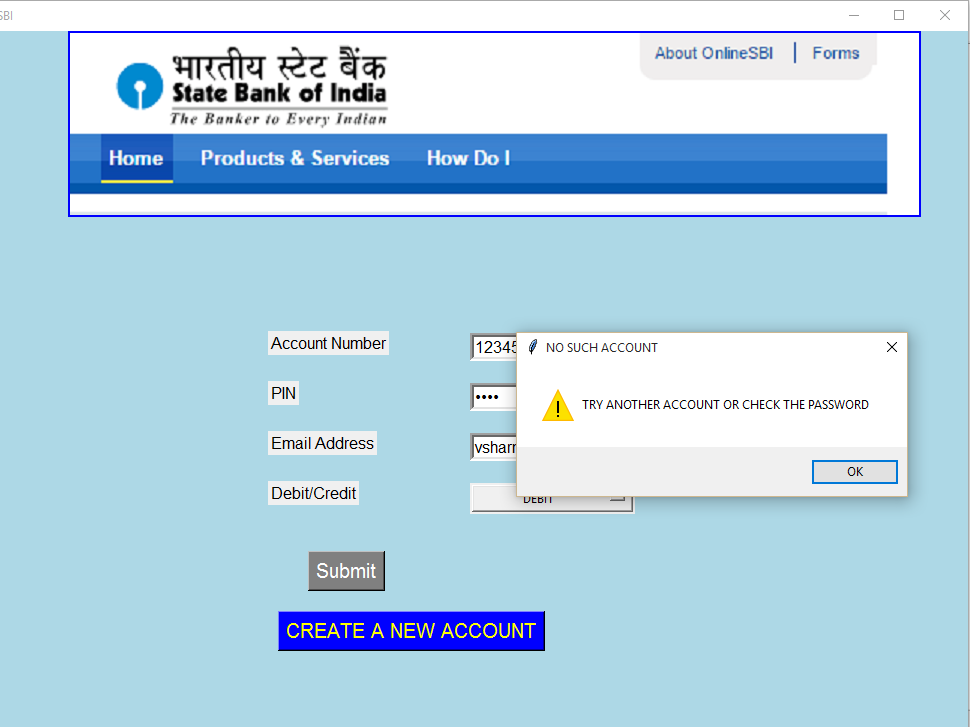 SBI
About OnlineSBI | Forms
भारतीय स्टेट बैंक
State Bank of India
The Banker to Every Indian
Home Products & Services How Do I
Account Number 12345
NO SUCH ACCOUNT
PIN ••••
TRY ANOTHER ACCOUNT OR CHECK THE PASSWORD
Email Address
OK
Debit/Credit DEBIT
Submit
CREATE A NEW ACCOUNT